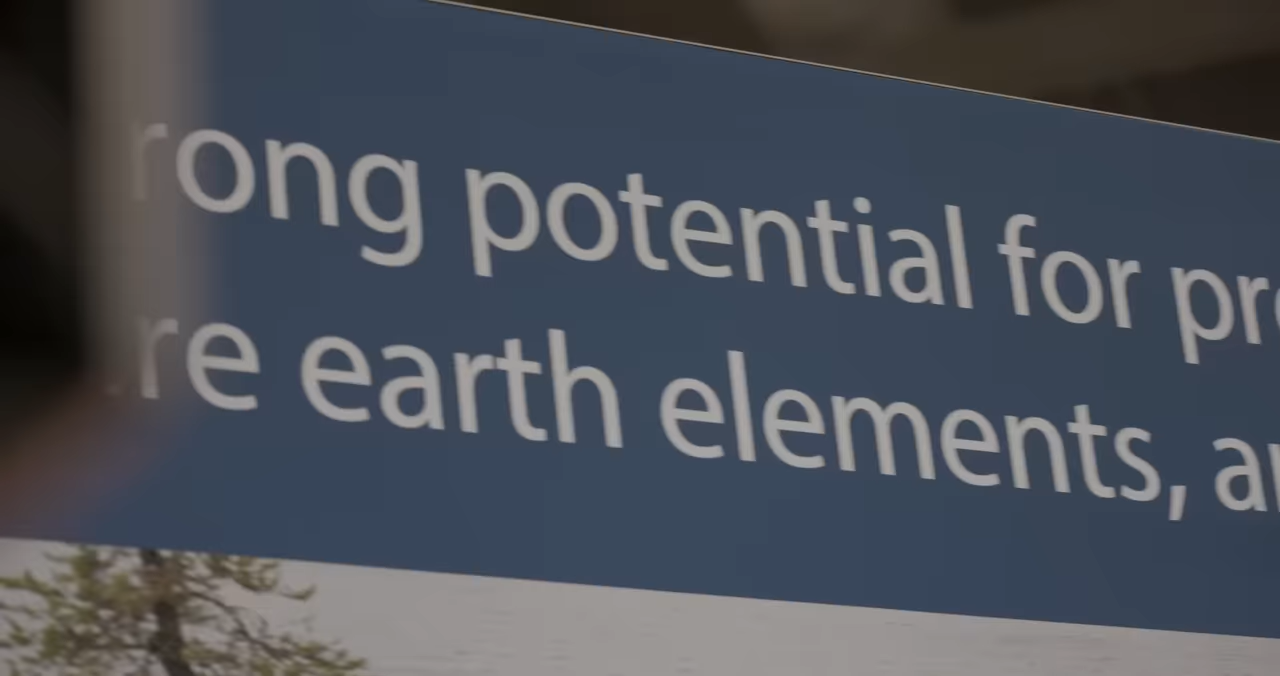 rong potential for pr
re earth elements, a